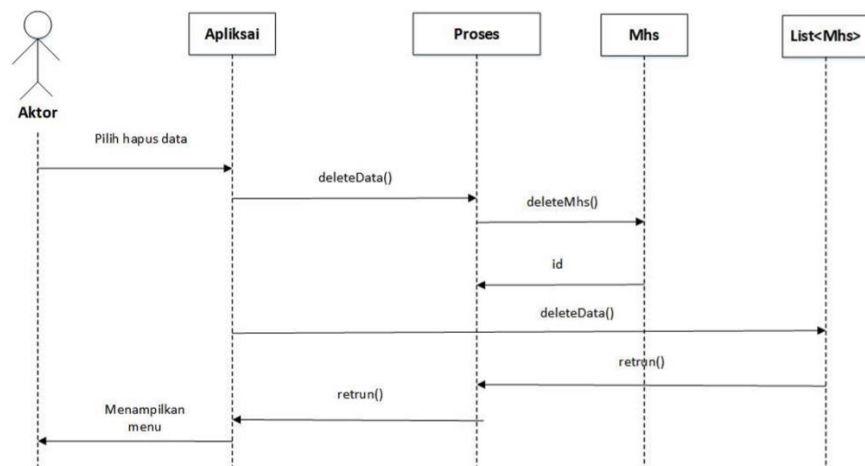 Apliksai
Proses
Mhs
List<Mhs>
Aktor
Pilih hapus data
deleteData()
deleteMhs()
id
deleteData()
retrun()
retrun()
Menampilkan
menu